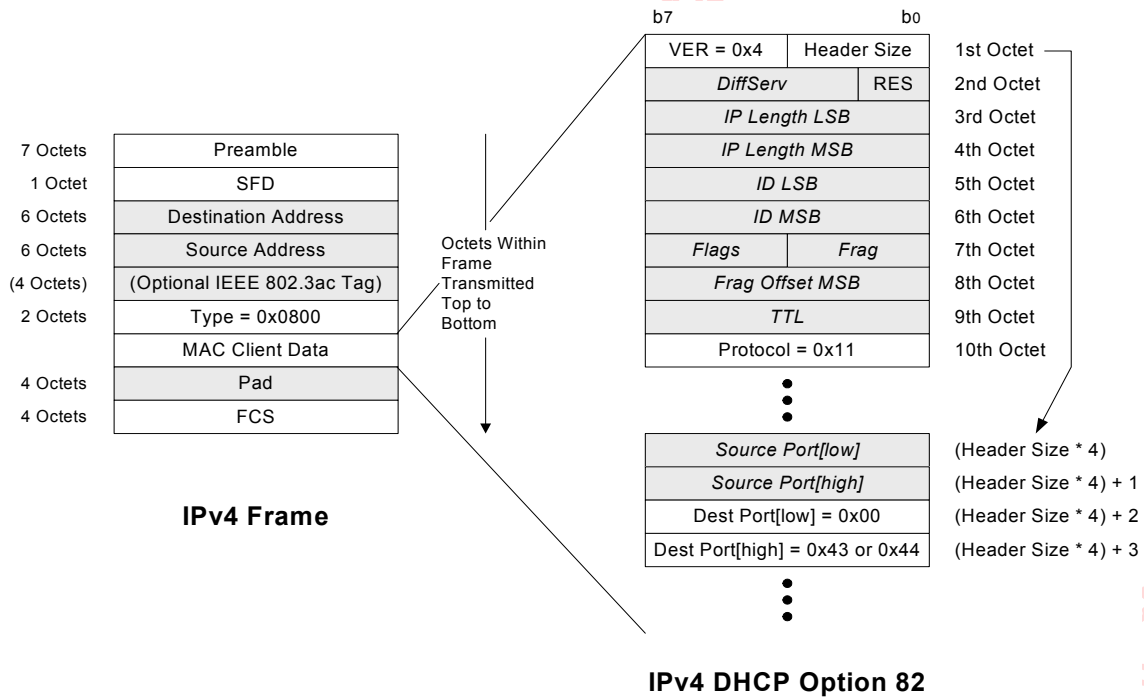 b7 b0
VER = 0x4 Header Size 1st Octet
DiffServ RES 2nd Octet
IP Length LSB 3rd Octet
7 Octets Preamble IP Length MSB 4th Octet
1 Octet SFD ID LSB 5th Octet
6 Octets Destination Address ID MSB 6th Octet
6 Octets Source Address Flags Frag 7th Octet
(4 Octets) (Optional IEEE 802.3ac Tag) Frag Offset MSB 8th Octet
2 Octets Type = 0x0800 TTL 9th Octet
MAC Client Data Protocol = 0x11 10th Octet
4 Octets Pad
4 Octets FCS
Octets Within
Frame
Transmitted
Top to
Bottom
IPv4 Frame
Source Port[low] (Header Size * 4)
Source Port[high] (Header Size * 4) + 1
Dest Port[low] = 0x00 (Header Size * 4) + 2
Dest Port[high] = 0x43 or 0x44 (Header Size * 4) + 3
IPv4 DHCP Option 82